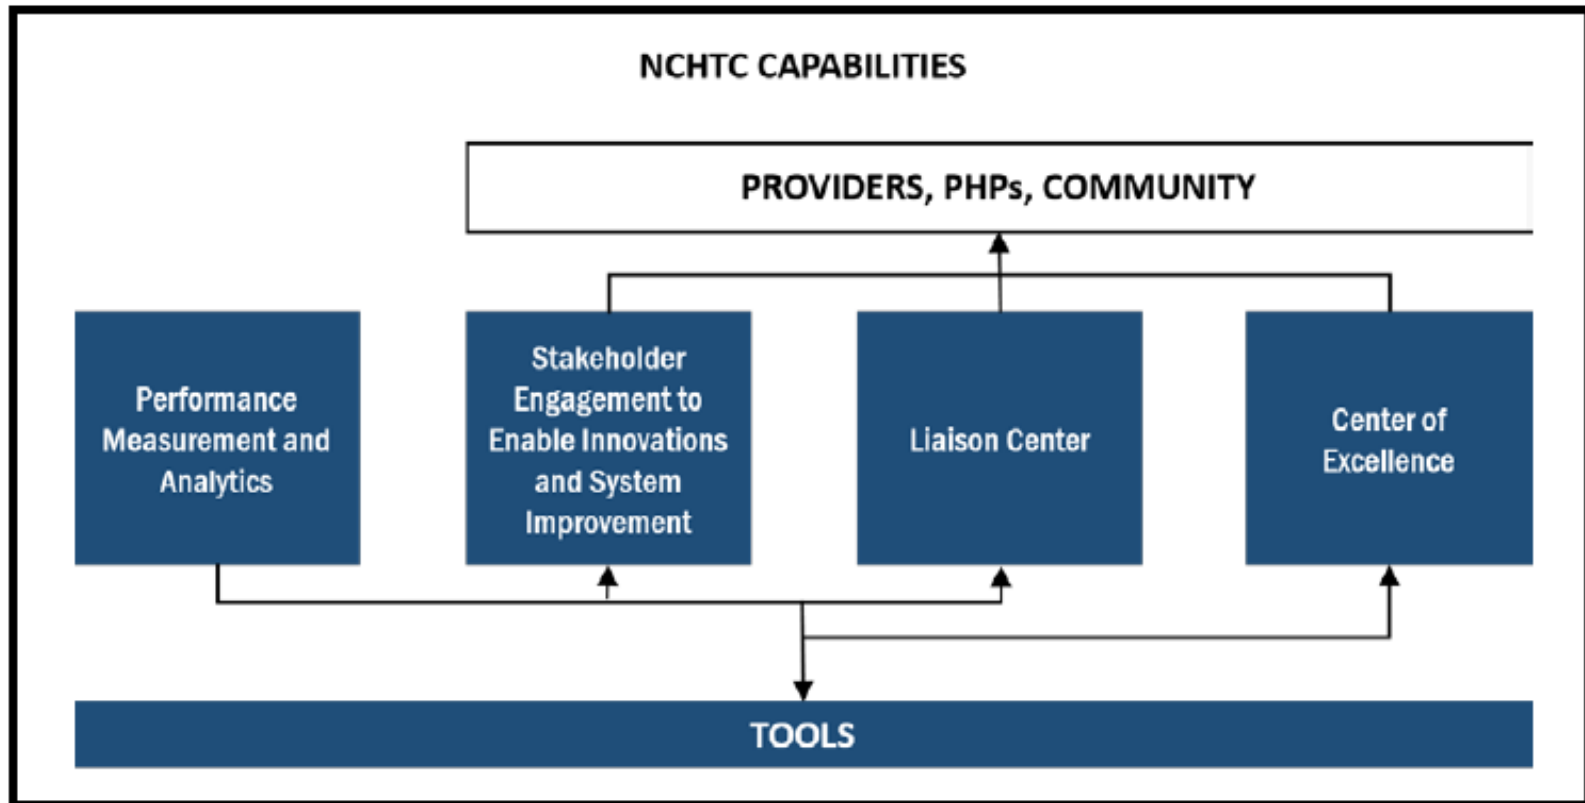 NCHTC CAPABILITIES
PROVIDERS, PHPs, COMMUNITY
Performance
Measurement and
Analytics
Stakeholder
Engagement to
Enable Innovations
and System
Improvement
Liaison Center
Center of
Excellence
TOOLS